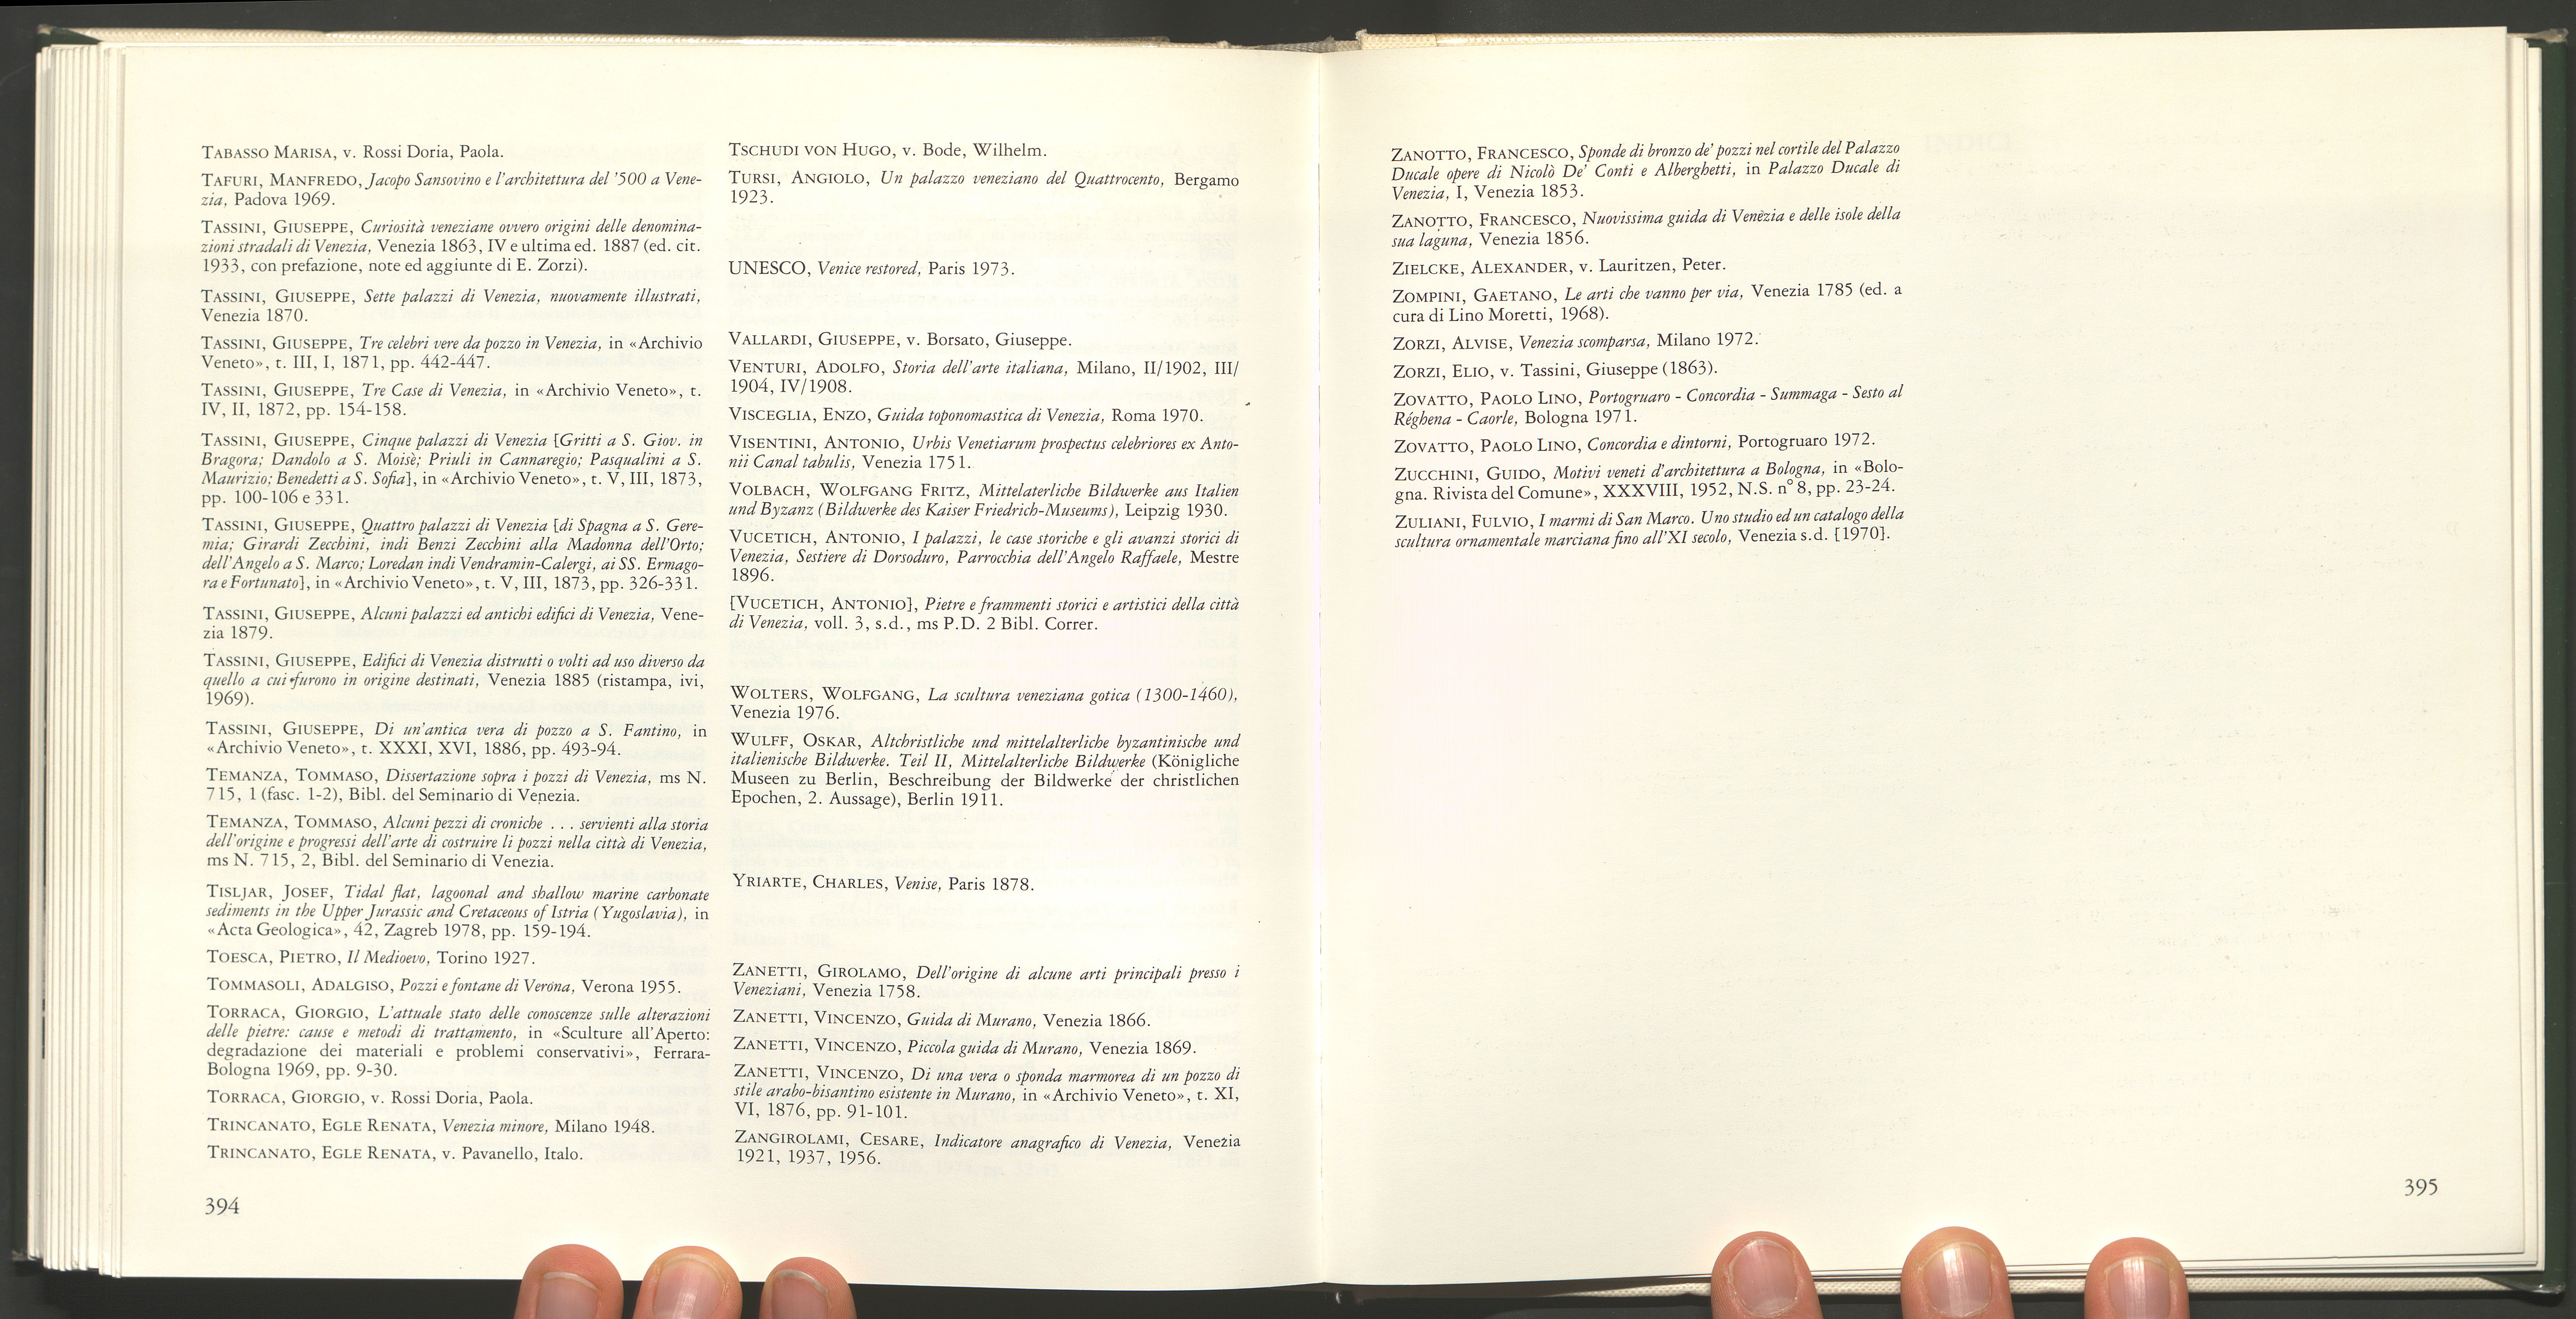 TABASSO MARISA, v. Rossi Doria, Paola.
TAFURI, MANFREDO, Jacopo Sansovino e l'architettura del '500 a Vene-
zia, Padova 1969.
TASSINI, GIUSEPPE, Curiosità veneziane ovvero origini delle denomina-
zioni stradali di Venezia, Venezia 1863, IV e ultima ed. 1887 (ed. cit.
1933, con prefazione, note ed aggiunte di E. Zorzi).
TASSINI, GIUSEPPE, Sette palazzi di Venezia, nuovamente illustrati,
Venezia 1870.
TASSINI, GIUSEPPE, Tre celebri vere da pozzo in Venezia, in «Archivio
Veneto», t. III, I, 1871, pp. 442-447.
TASSINI, GIUSEPPE, Tre Case di Venezia, in «Archivio Veneto», t.
IV, II, 1872, pp. 154-158.
TASSINI, GIUSEPPE, Cinque palazzi di Venezia [Gritti a S. Giov. in
Bragora; Dandolo a S. Moisè; Priuli in Cannaregio; Pasqualini a S.
Maurizio; Benedetti a S. Sofia], in «Archivio Veneto», t. V, III, 1873,
pp. 100-106 e 331.
TASSINI, GIUSEPPE, Quattro palazzi di Venezia [di Spagna a S. Gere-
mia; Girardi Zecchini, indi Benzi Zecchini alla Madonna dell'Orto;
dell'Angelo a S. Marco; Loredan indi Vendramin-Calergi, ai SS. Ermago-
ra e Fortunato], in «Archivio Veneto», t. V, III, 1873, pp. 326-331.
TASSINI, GIUSEPPE, Alcuni palazzi ed antichi edifici di Venezia, Vene-
zia 1879.
TASSINI, GIUSEPPE, Edifici di Venezia distrutti o volti ad uso diverso da
quello a cui furono in origine destinati, Venezia 1885 (ristampa, ivi,
1969).
TASSINI, GIUSEPPE, Di un'antica vera di pozzo a S. Fantino, in
«Archivio Veneto», t. XXXI, XVI, 1886, pp. 493-94.
TEMANZA, TOMMASO, Dissertazione sopra i pozzi di Venezia, ms N.
715, 1 (fasc. 1-2), Bibl. del Seminario di Venezia.
TEMANZA, TOMMASO, Alcuni pezzi di croniche . . . servienti alla storia
dell'origine e progressi dell'arte di costruire li pozzi nella città di Venezia,
ms N. 715, 2, Bibl. del Seminario di Venezia.
TISLJAR, JOSEF, Tidal flat, lagoonal and shallow marine carbonate
sediments in the Upper Jurassic and Cretaceous of Istria (Yugoslavia), in
«Acta Geologica», 42, Zagreb 1978, pp. 159-194.
TOESCA, PIETRO, Il Medioevo, Torino 1927.
TOMMASOLI, ADALGISO, Pozzi e fontane di Verona, Verona 1955.
TORRACA, GIORGIO, L'attuale stato delle conoscenze sulle alterazioni
delle pietre: cause e metodi di trattamento, in «Sculture all'Aperto:
degradazione dei materiali e problemi conservativi», Ferrara-
Bologna 1969, pp. 9-30.
TORRACA, GIORGIO, v. Rossi Doria, Paola.
TRINCANATO, EGLE RENATA, Venezia minore, Milano 1948.
TRINCANATO, EGLE RENATA, v. Pavanello, Italo.
394
TSCHUDI VON HUGO, v. Bode, Wilhelm.
TURSI, ANGIOLO, Un palazzo veneziano del Quattrocento, Bergamo
1923.
UNESCO, Venice restored, Paris 1973.
VALLARDI, GIUSEPPE, v. Borsato, Giuseppe.
VENTURI, ADOLFO, Storia dell'arte italiana, Milano, II/1902, III/
1904, IV/1908.
VISCEGLIA, ENZO, Guida toponomastica di Venezia, Roma 1970.
VISENTINI, ANTONIO, Urbis Venetiarum prospectus celebriores ex Anto-
nii Canal tabulis, Venezia 1751.
VOLBACH, WOLFGANG FRITZ, Mittelaterliche Bildwerke aus Italien
und Byzanz (Bildwerke des Kaiser Friedrich-Museums), Leipzig 1930.
VUCETICH, ANTONIO, I palazzi, le case storiche e gli avanzi storici di
Venezia, Sestiere di Dorsoduro, Parrocchia dell'Angelo Raffaele, Mestre
1896.
[VUCETICH, ANTONIO], Pietre e frammenti storici e artistici della città
di Venezia, voll. 3, s.d., ms P.D. 2 Bibl. Correr.
WOLTERS, WOLFGANG, La scultura veneziana gotica (1300-1460),
Venezia 1976.
WULFF, OSKAR, Altchristliche und mittelalterliche byzantinische und
italienische Bildwerke. Teil II, Mittelalterliche Bildwerke (Königliche
Museen zu Berlin, Beschreibung der Bildwerke der christlichen
Epochen, 2. Aussage), Berlin 1911.
YRIARTE, CHARLES, Venise, Paris 1878.
ZANETTI, GIROLAMO, Dell'origine di alcune arti principali presso i
Veneziani, Venezia 1758.
ZANETTI, VINCENZO, Guida di Murano, Venezia 1866.
ZANETTI, VINCENZO, Piccola guida di Murano, Venezia 1869.
ZANETTI, VINCENZO, Di una vera o sponda marmorea di un pozzo di
stile arabo-bisantino esistente in Murano, in «Archivio Veneto», t. XI,
VI, 1876, pp. 91-101.
ZANGIROLAMI, CESARE, Indicatore anagrafico di Venezia, Venezia
1921, 1937, 1956.
ZANOTTO, FRANCESCO, Sponde di bronzo de' pozzi nel cortile del Palazzo
Ducale opere di Nicolò De' Conti e Alberghetti, in Palazzo Ducale di
Venezia, I, Venezia 1853.
ZANOTTO, FRANCESCO, Nuovissima guida di Venezia e delle isole della
sua laguna, Venezia 1856.
ZIELCKE, ALEXANDER, v. Lauritzen, Peter.
ZOMPINI, GAETANO, Le arti che vanno per via, Venezia 1785 (ed. a
cura di Lino Moretti, 1968).
ZORZI, ALVISE, Venezia scomparsa, Milano 1972.
ZORZI, ELIO, v. Tassini, Giuseppe (1863).
ZOVATTO, PAOLO LINO, Portogruaro - Concordia - Summaga - Sesto al
Réghena - Caorle, Bologna 1971.
ZOVATTO, PAOLO LINO, Concordia e dintorni, Portogruaro 1972.
ZUCCHINI, GUIDO, Motivi veneti d'architettura a Bologna, in «Bolo-
gna. Rivista del Comune», XXXVIII, 1952, N.S. n° 8, pp. 23-24.
ZULIANI, FULVIO, I marmi di San Marco. Uno studio ed un catalogo della
scultura ornamentale marciana fino all'XI secolo, Venezia s.d. [1970].
395